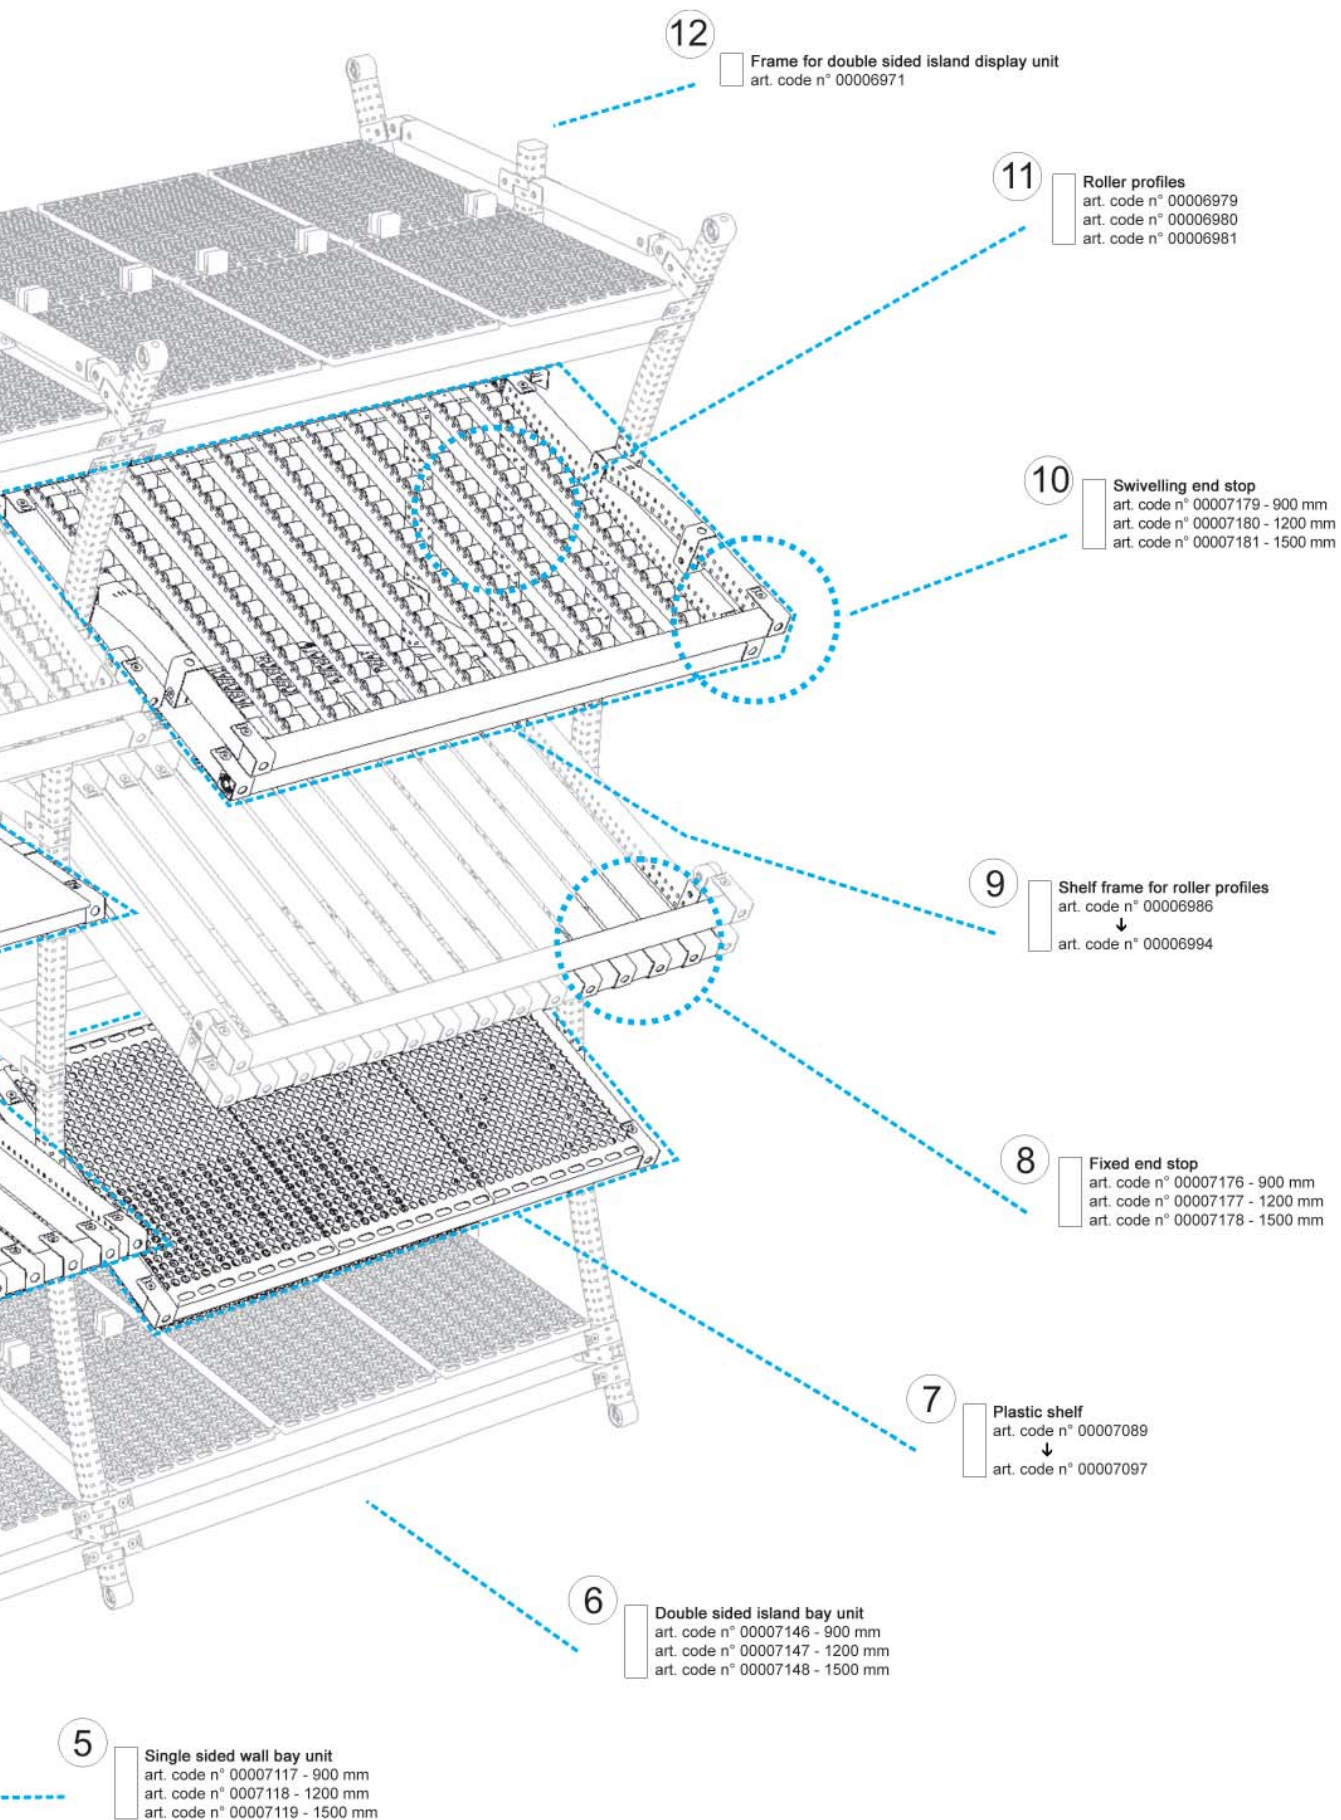 12
Frame for double sided island display unit
art. code n° 00006971
11
Roller profiles
art. code n° 00006979
art. code n° 00006980
art. code n° 00006981
10
Swivelling end stop
art. code n° 00007179 - 900 mm
art. code n° 00007180 - 1200 mm
art. code n° 00007181 - 1500 mm
9
Shelf frame for roller profiles
art. code n° 00006986
↓
art. code n° 00006994
8
Fixed end stop
art. code n° 00007176 - 900 mm
art. code n° 00007177 - 1200 mm
art. code n° 00007178 - 1500 mm
7
Plastic shelf
art. code n° 00007089
↓
art. code n° 00007097
6
Double sided island bay unit
art. code n° 00007146 - 900 mm
art. code n° 00007147 - 1200 mm
art. code n° 00007148 - 1500 mm
5
Single sided wall bay unit
art. code n° 00007117 - 900 mm
art. code n° 0007118 - 1200 mm
art. code n° 0007119 - 1500 mm